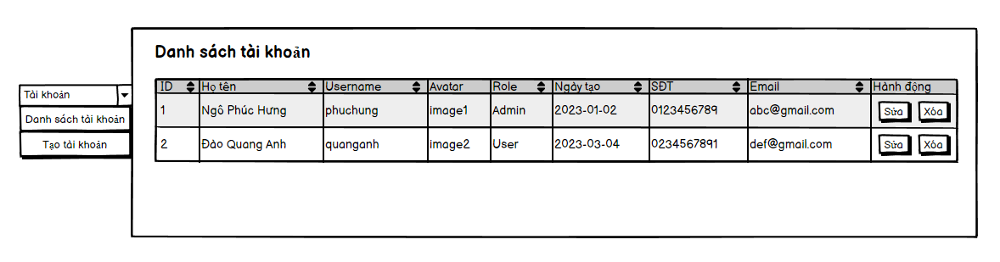 Danh sách tài khoản
Tài khoản
Danh sách tài khoản
Tạo tài khoản
ID Họ tên Username Avatar Role Ngày tạo SĐT Email Hành động
1 Ngô Phúc Hưng phuchung image1 Admin 2023-01-02 0123456789 abc@gmail.com Sửa Xóa
2 Đào Quang Anh quanganh image2 User 2023-03-04 0234567891 def@gmail.com Sửa Xóa